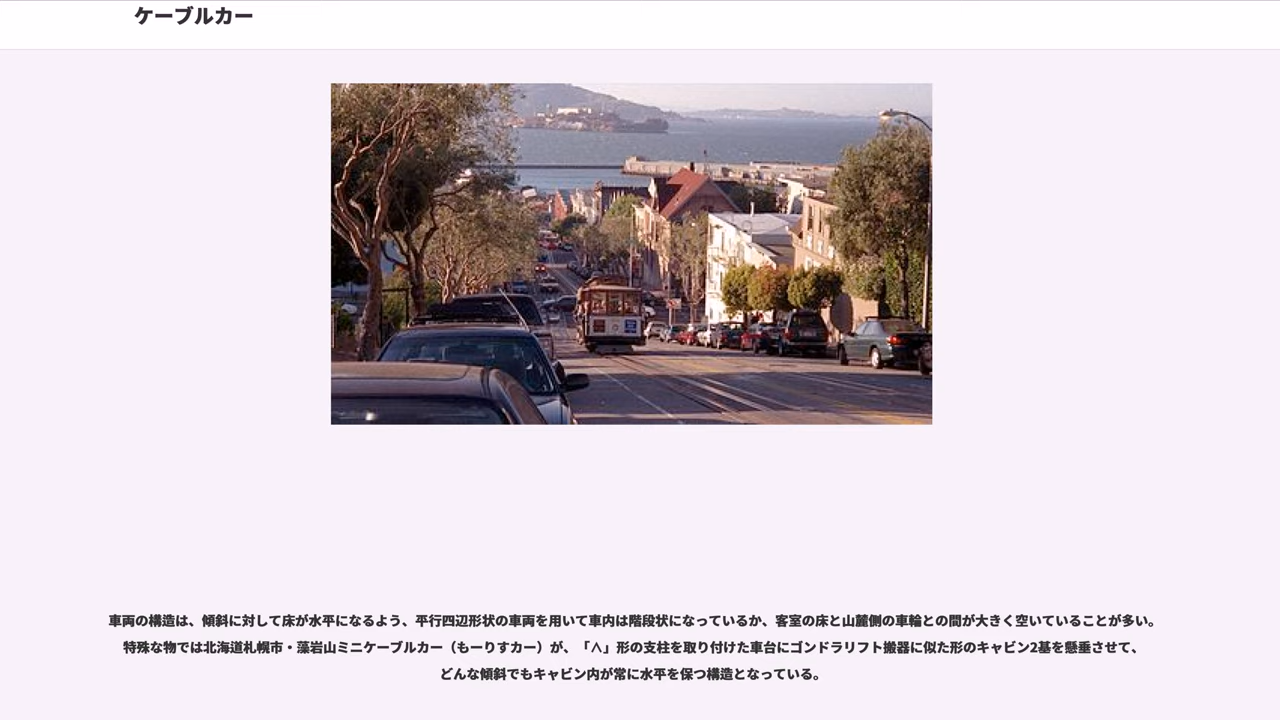 ケーブルカー
車両の構造は、傾斜に対して床が水平になるよう、平行四辺形状の車両を用いて車内は階段状になっているか、客室の床と山麓側の車輪との間が大きく空いていることが多い。
特殊な物では北海道札幌市・藻岩山ミニケーブルカー（もーりすカー）が、「∧」形の支柱を取り付けた車台にゴンドラリフト搬器に似た形のキャビン2基を懸垂させて、
どんな傾斜でもキャビン内が常に水平を保つ構造となっている。